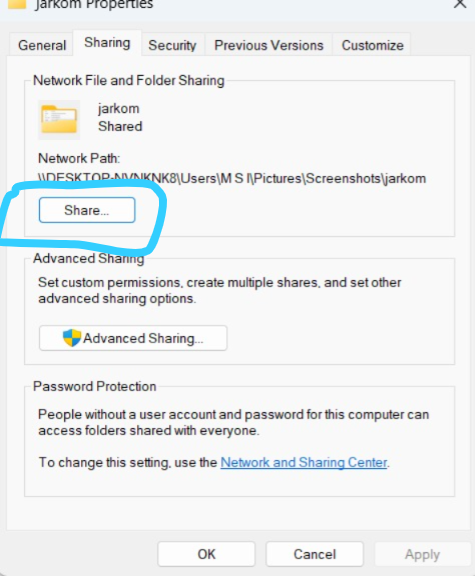 jarkom Properties
General Sharing Security Previous Versions Customize
Network File and Folder Sharing
jarkom
Shared
Network Path:
\\DESKTOP-NVNKNK8\Users\M S I\Pictures\Screenshots\jarkom
Share...
Advanced Sharing
Set custom permissions, create multiple shares, and set other
advanced sharing options.
Advanced Sharing...
Password Protection
People without a user account and password for this computer can
access folders shared with everyone.
To change this setting, use the Network and Sharing Center.
OK Cancel Apply